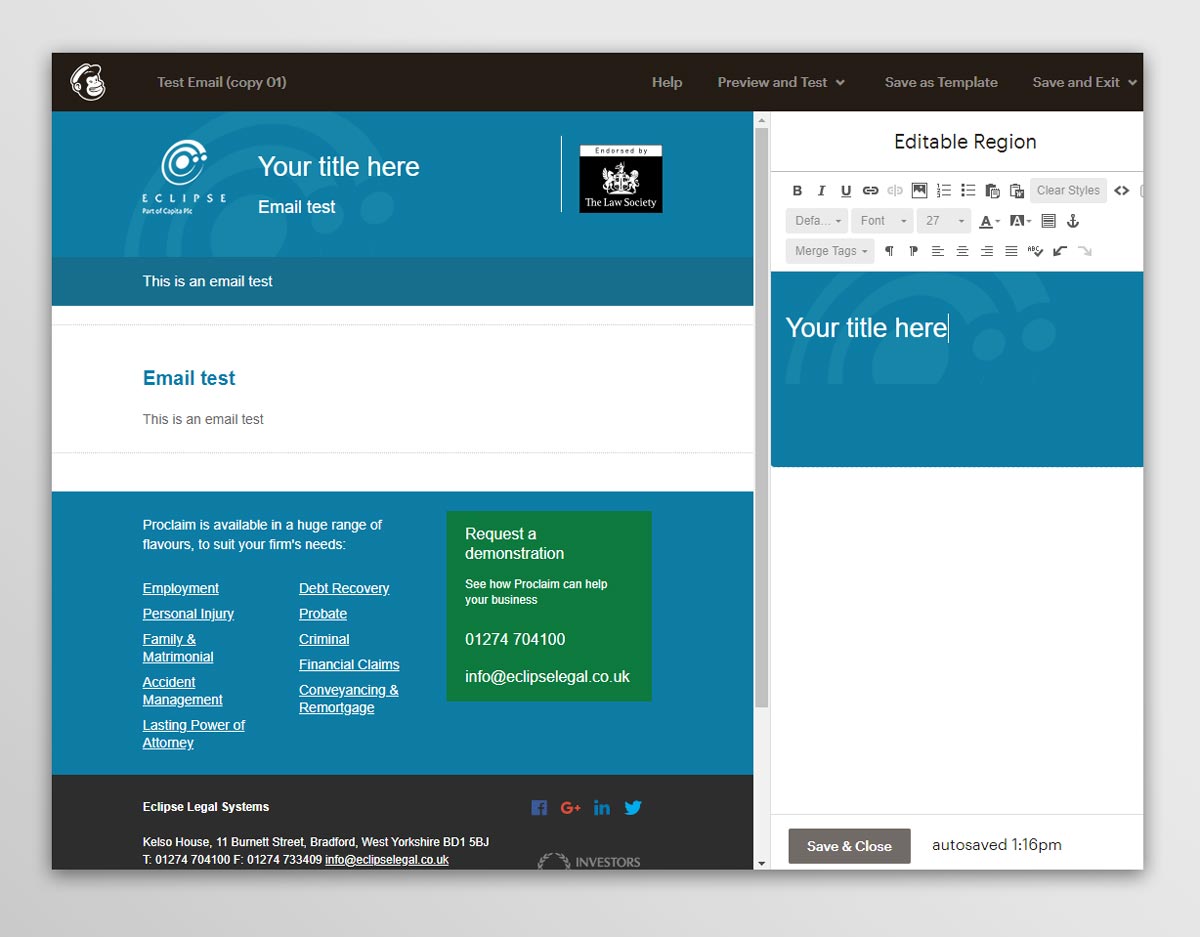 Test Email (copy 01)
Help
Preview and Test
Save as Template
Save and Exit
ECLIPSE
Part of Capita Plc
Your title here
Email test
Endorsed by
The Law Society
This is an email test
Email test
This is an email test
Proclaim is available in a huge range of
flavours, to suit your firm's needs:
Employment
Personal Injury
Family &
Matrimonial
Accident
Management
Lasting Power of
Attorney
Debt Recovery
Probate
Criminal
Financial Claims
Conveyancing &
Remortgage
Request a
demonstration
See how Proclaim can help
your business
01274 704100
info@eclipselegal.co.uk
Eclipse Legal Systems
Kelso House, 11 Burnett Street, Bradford, West Yorkshire BD1 5BJ
T: 01274 704100 F: 01274 733409 info@eclipselegal.co.uk
G+
in
INVESTORS
Editable Region
B I U
Clear Styles
Defa...
Font
27
A
A
Merge Tags
ABC
Your title here
Save & Close
autosaved 1:16pm